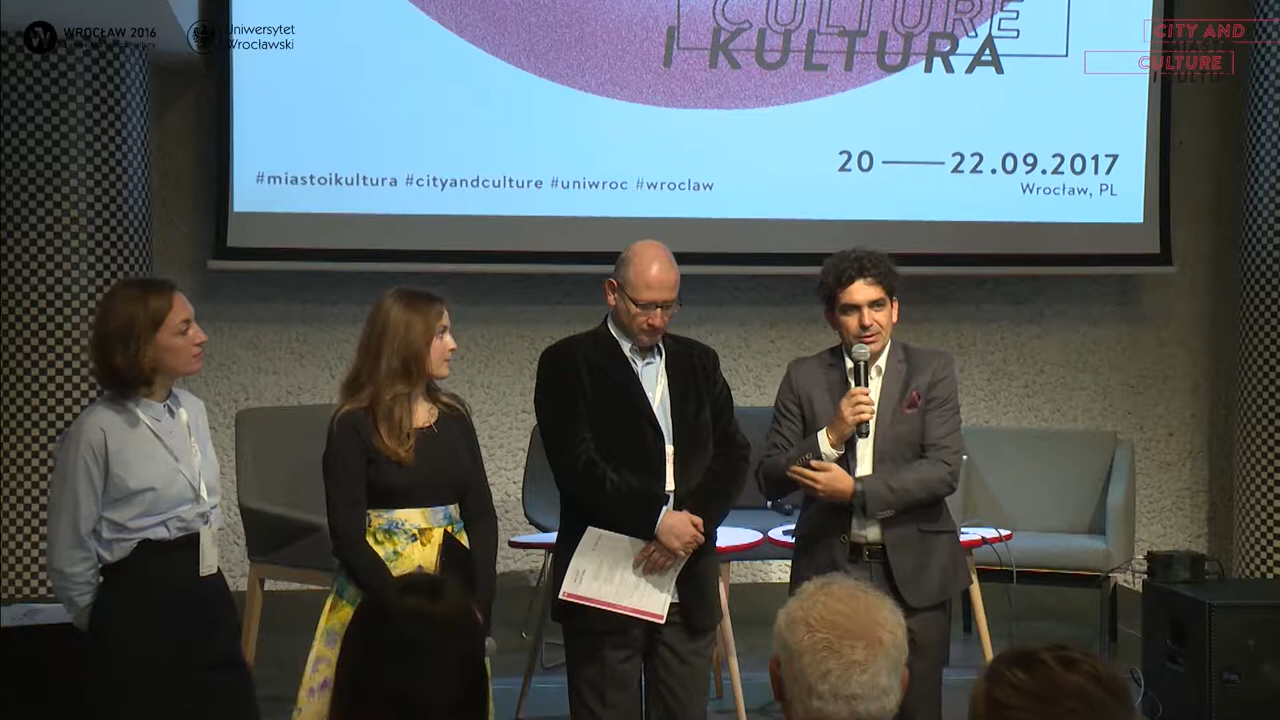 WROCŁAW 2016
Uniwersytet
Wrocławski
CITY AND
CULTURE
CULTURE
I KULTURA
20 — 22.09.2017
Wrocław, PL
#miastoikultura #cityandculture #uniwroc #wroclaw